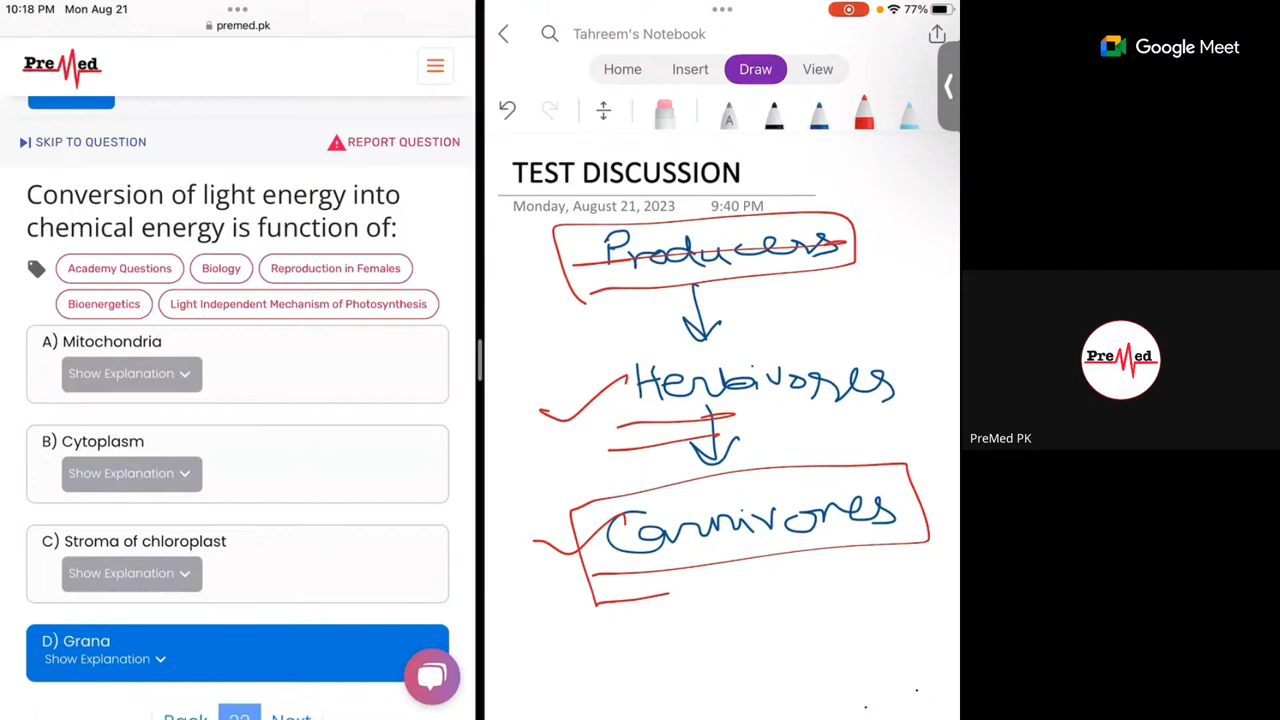 10:18 PM Mon Aug 21
premed.pk
PreMed
SKIP TO QUESTION
REPORT QUESTION
Conversion of light energy into
chemical energy is function of:
Academy Questions
Biology
Reproduction in Females
Bioenergetics
Light Independent Mechanism of Photosynthesis
A) Mitochondria
Show Explanation
B) Cytoplasm
Show Explanation
C) Stroma of chloroplast
Show Explanation
D) Grana
Show Explanation
Back 22 Next
77%
Tahreem's Notebook
Home Insert Draw View
A
TEST DISCUSSION
Monday, August 21, 2023 9:40 PM
Producers
Herbivores
Carnivores
Google Meet
PreMed
PreMed PK